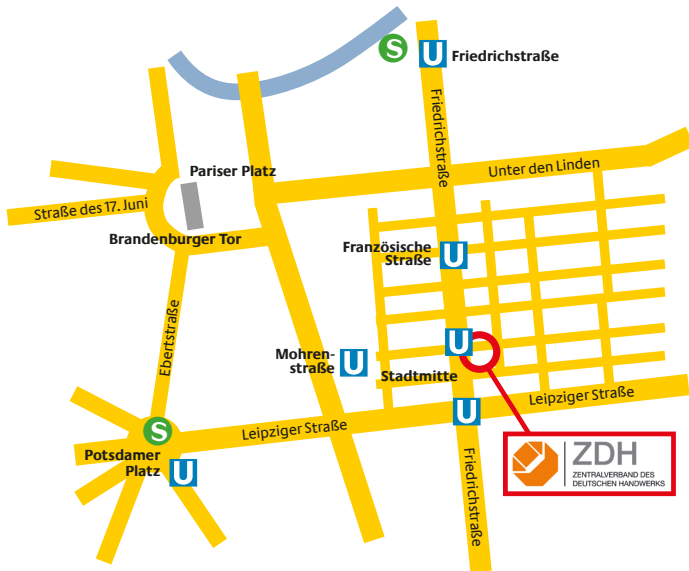 S
U
Friedrichstraße
Friedrichstraße
Unter den Linden
Pariser Platz
Straße des 17. Juni
Brandenburger Tor
Französische
Straße
U
Ebertstraße
Mohren-
straße
U
U
Stadtmitte
U
Leipziger Straße
Leipziger Straße
S
Potsdamer
Platz
U
Friedrichstraße
ZDH
ZENTRALVERBAND DES
DEUTSCHEN HANDWERKS